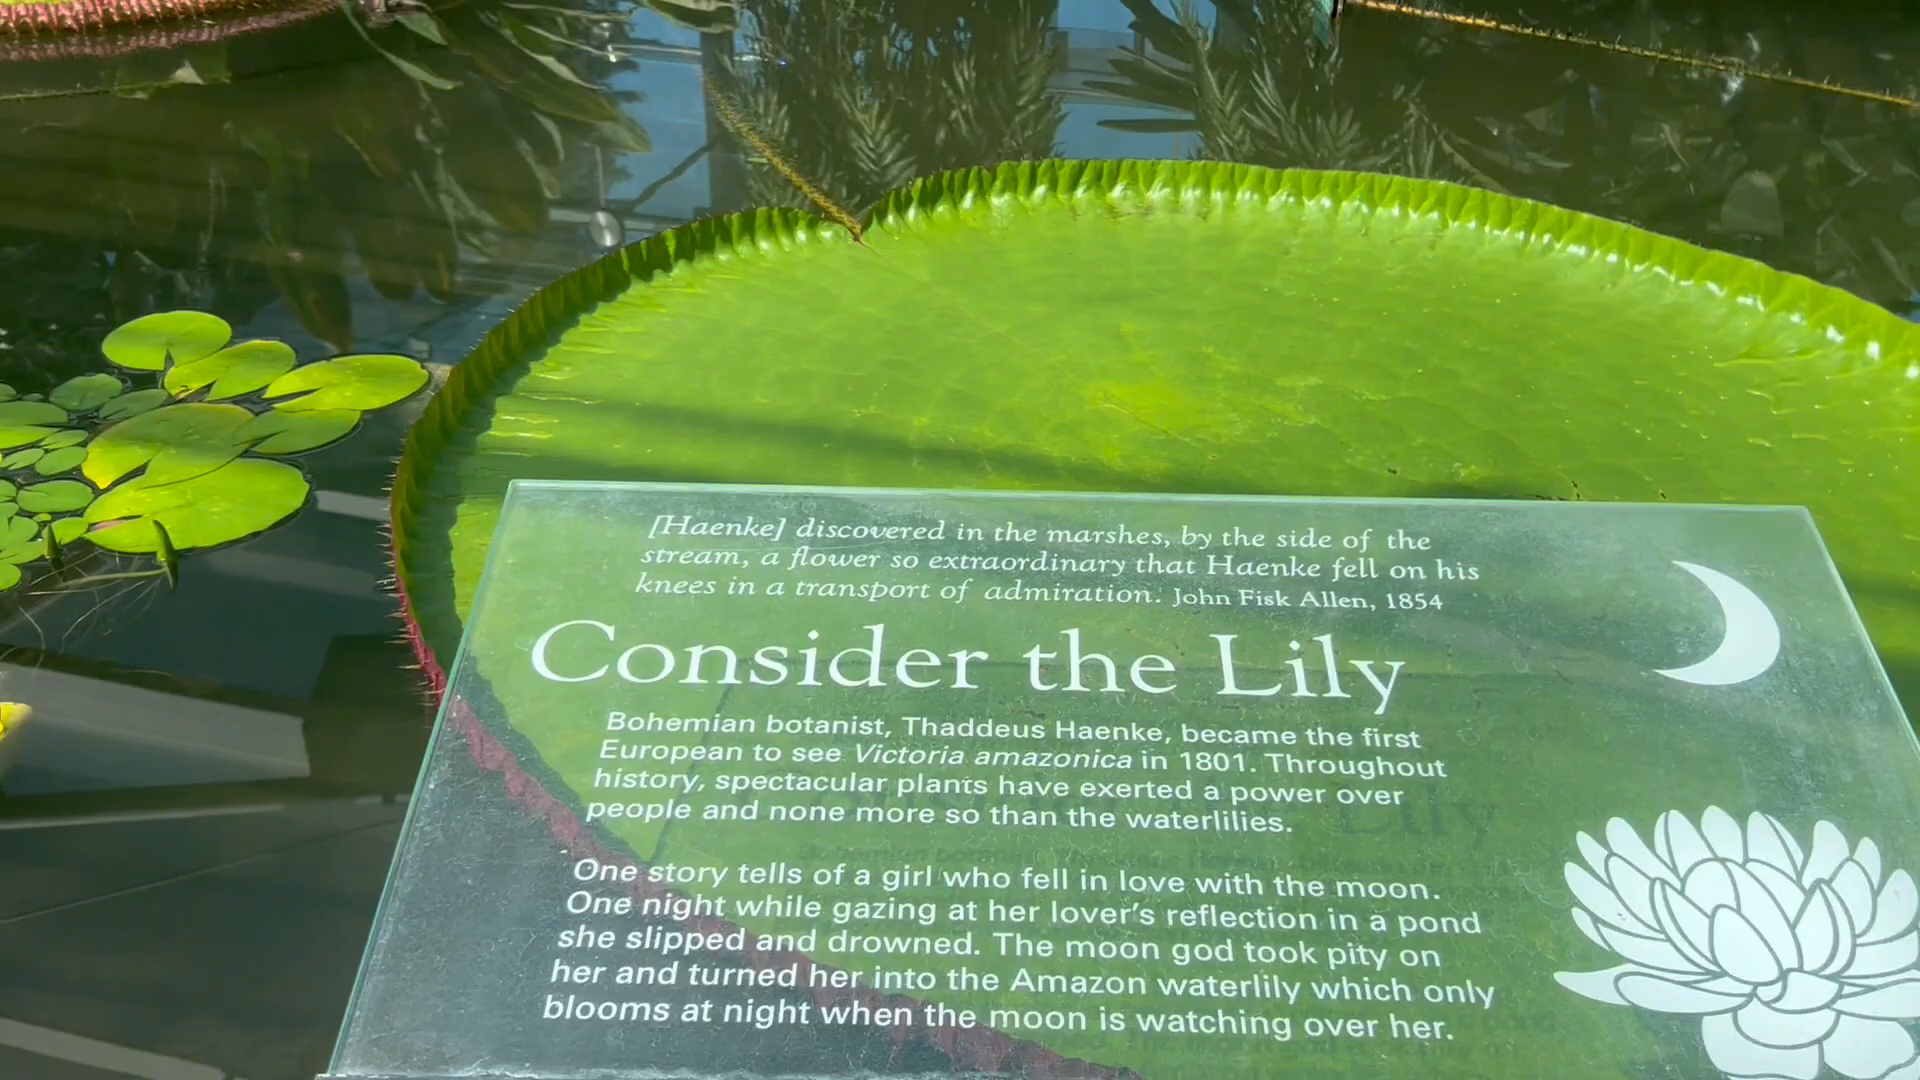 [Haenke] discovered in the marshes, by the side of the
stream, a flower so extraordinary that Haenke fell on his
knees in a transport of admiration. John Fisk Allen, 1854
Consider the Lily
Bohemian botanist, Thaddeus Haenke, became the first
European to see Victoria amazonica in 1801. Throughout
history, spectacular plants have exerted a power over
people and none more so than the waterlilies.
One story tells of a girl who fell in love with the moon.
One night while gazing at her lover's reflection in a pond
she slipped and drowned. The moon god took pity on
her and turned her into the Amazon waterlily which only
blooms at night when the moon is watching over her.